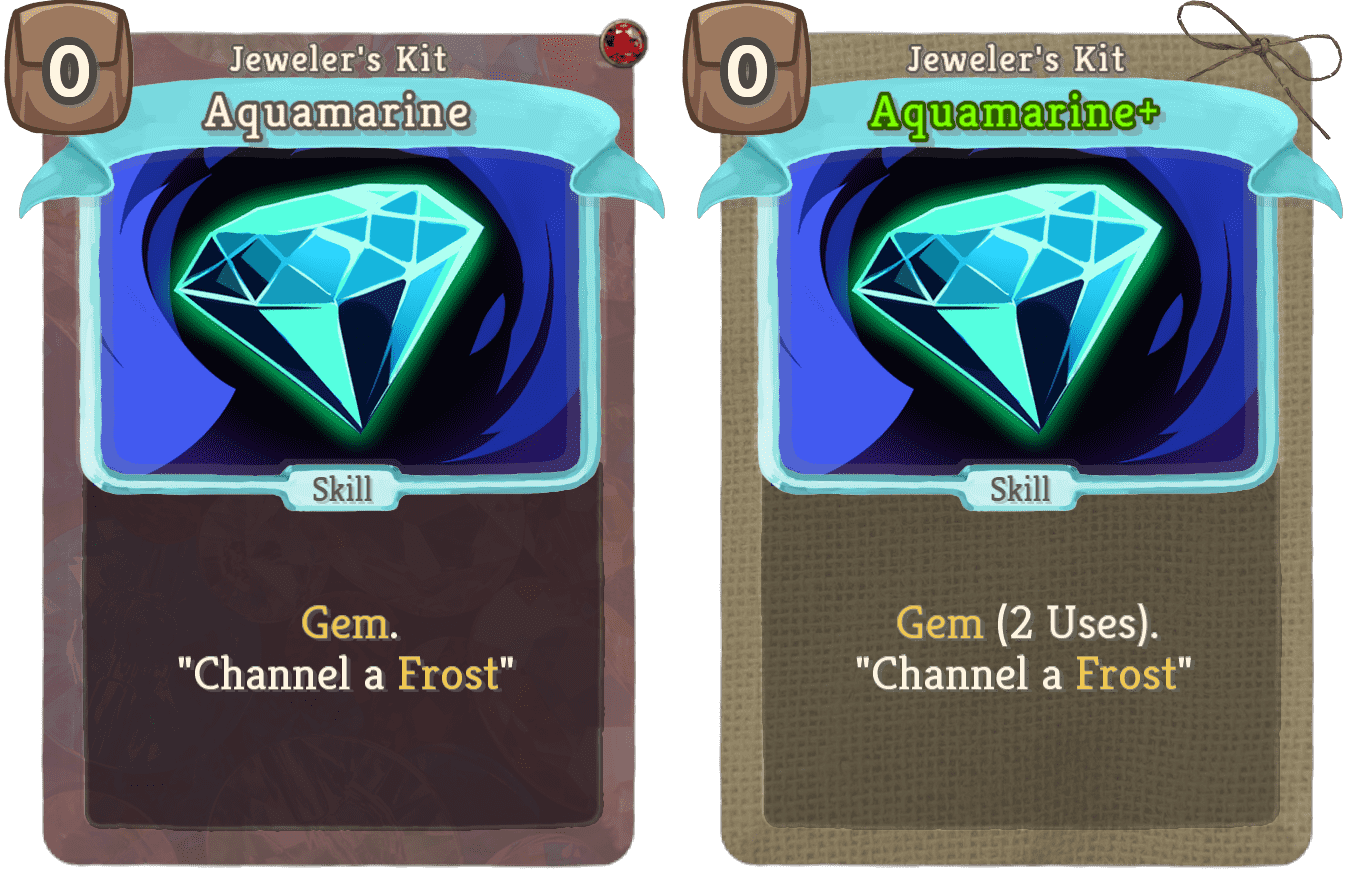 0
Jeweler's Kit
Aquamarine
Skill
Gem.
"Channel a Frost"
0
Jeweler's Kit
Aquamarine+
Skill
Gem (2 Uses).
"Channel a Frost"